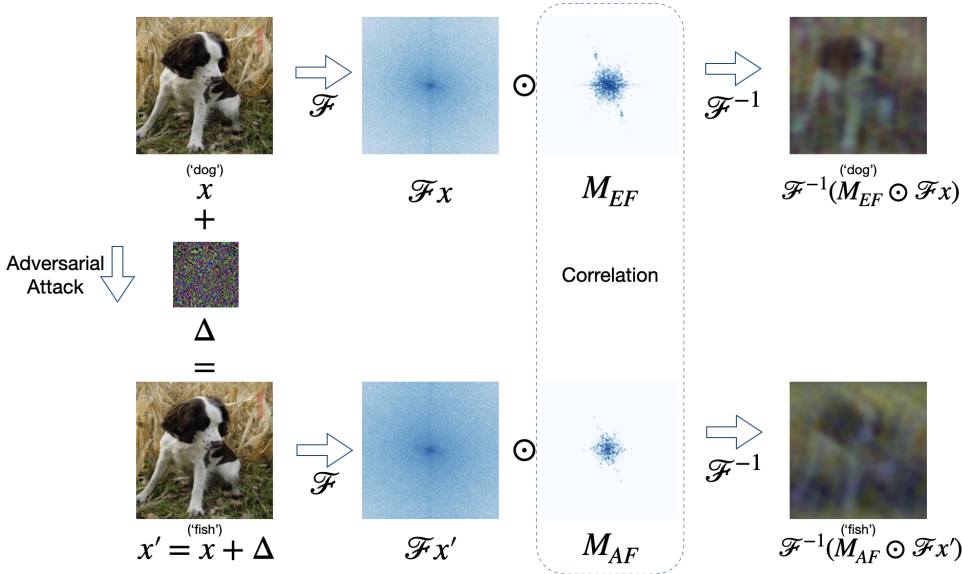 ℱ
⊙
ℱ⁻¹
('dog')
x
ℱx
M_EF
('dog')
ℱ⁻¹(M_EF ⊙ ℱx)
+
Adversarial
Attack
Correlation
Δ
=
ℱ
⊙
ℱ⁻¹
('fish')
x′ = x + Δ
ℱx′
M_AF
('fish')
ℱ⁻¹(M_AF ⊙ ℱx′)